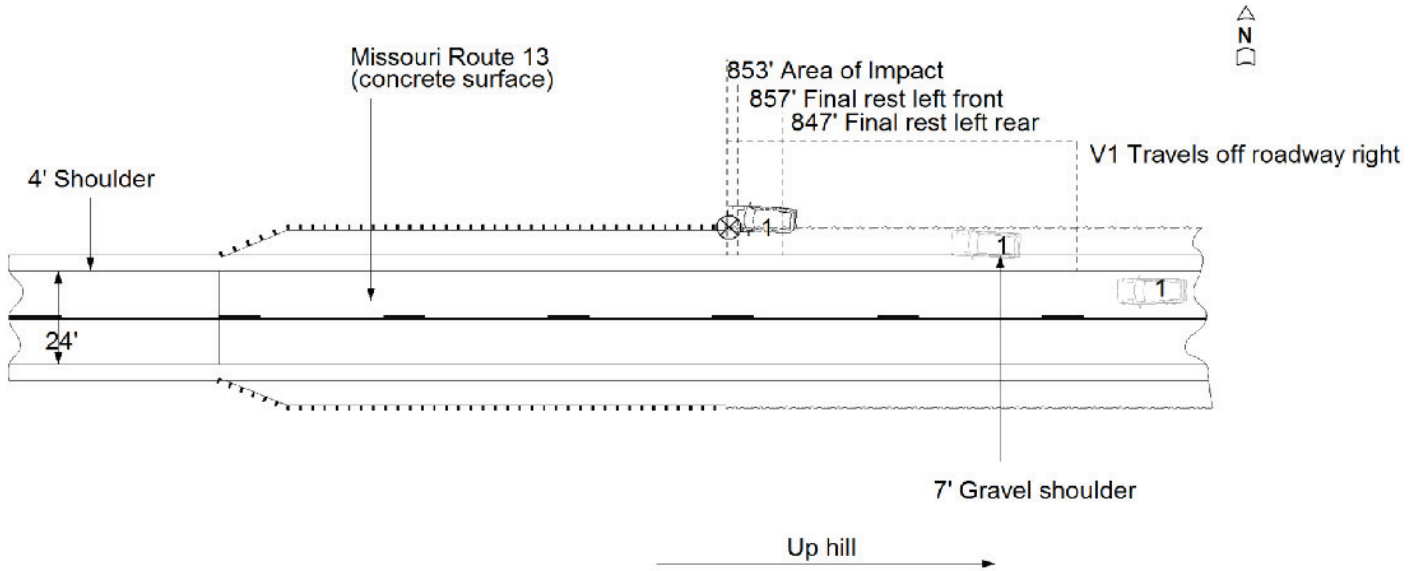 N
Missouri Route 13
(concrete surface)
853' Area of Impact
857' Final rest left front
847' Final rest left rear
V1 Travels off roadway right
4' Shoulder
1
1
1
24'
7' Gravel shoulder
Up hill